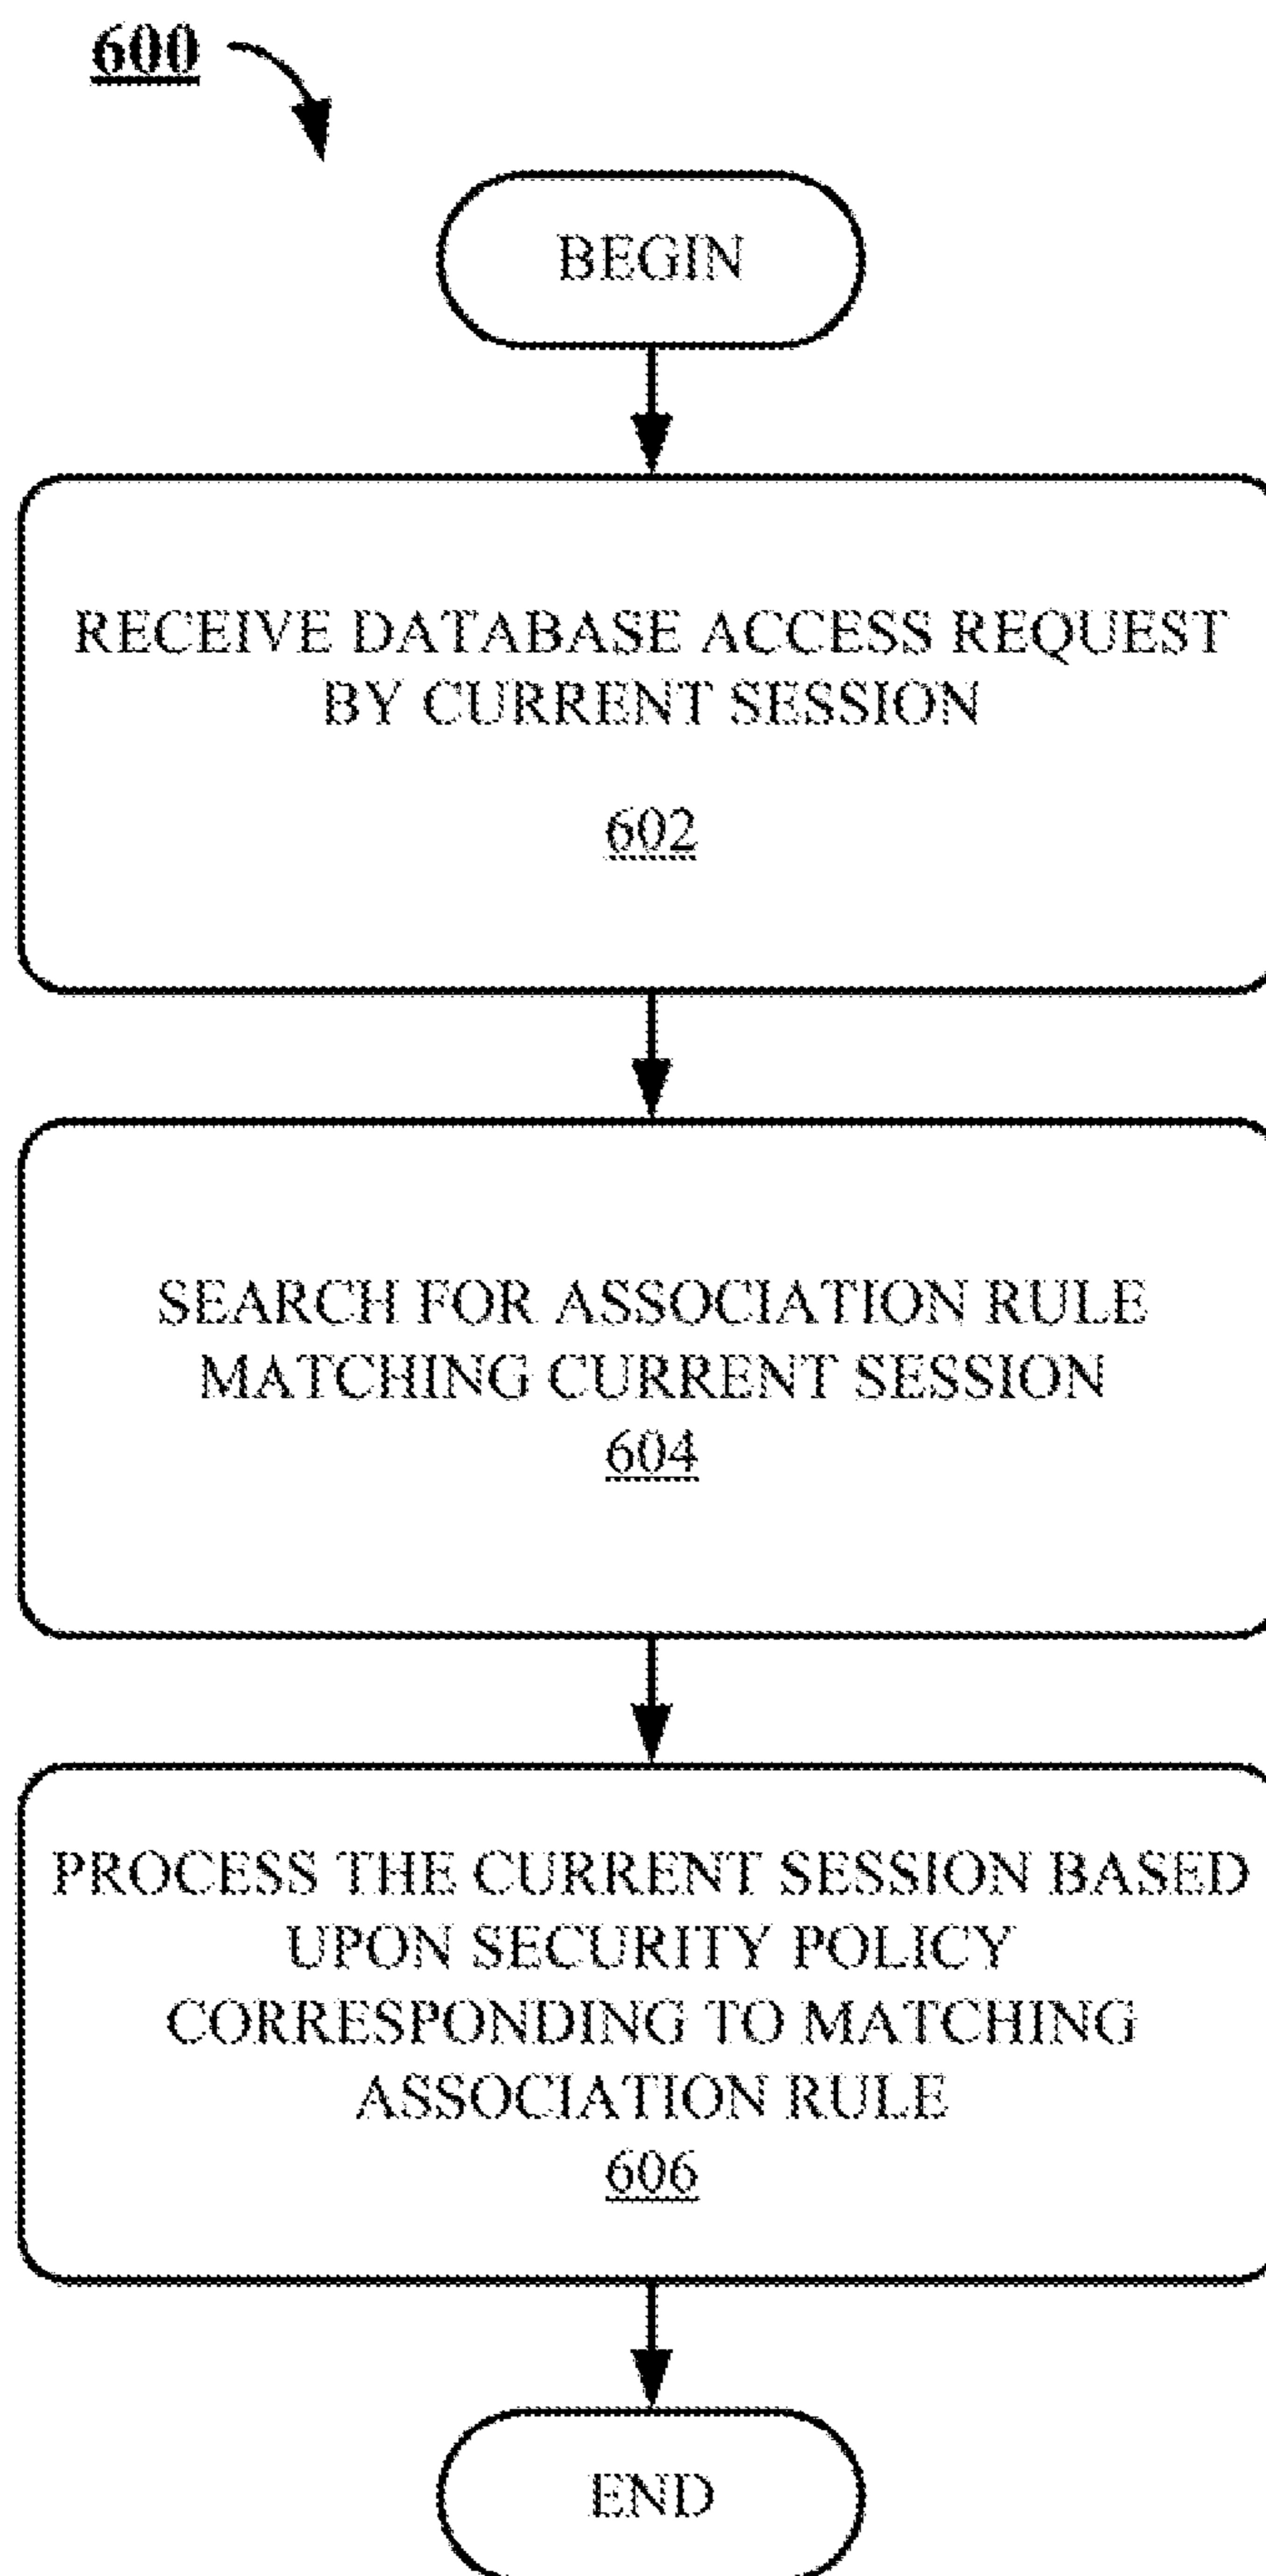 600
BEGIN
RECEIVE DATABASE ACCESS REQUEST
BY CURRENT SESSION
602
SEARCH FOR ASSOCIATION RULE
MATCHING CURRENT SESSION
604
PROCESS THE CURRENT SESSION BASED
UPON SECURITY POLICY
CORRESPONDING TO MATCHING
ASSOCIATION RULE
606
END